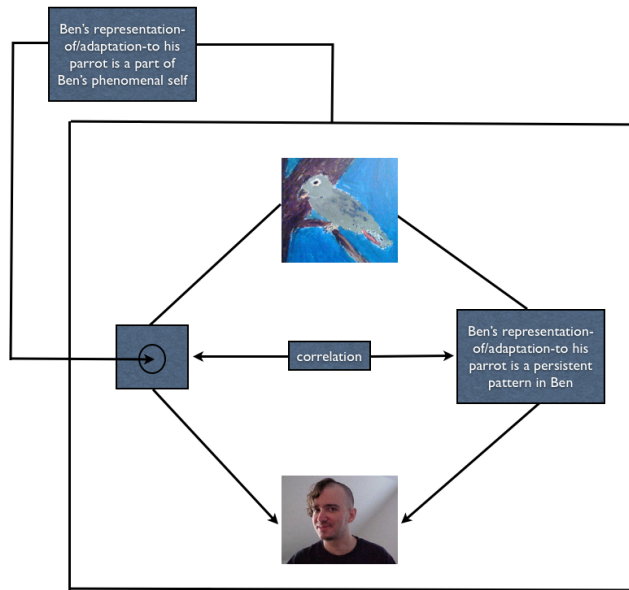 Ben's representation-
of/adaptation-to his
parrot is a part of
Ben's phenomenal self
correlation
Ben's representation-
of/adaptation-to his
parrot is a persistent
pattern in Ben